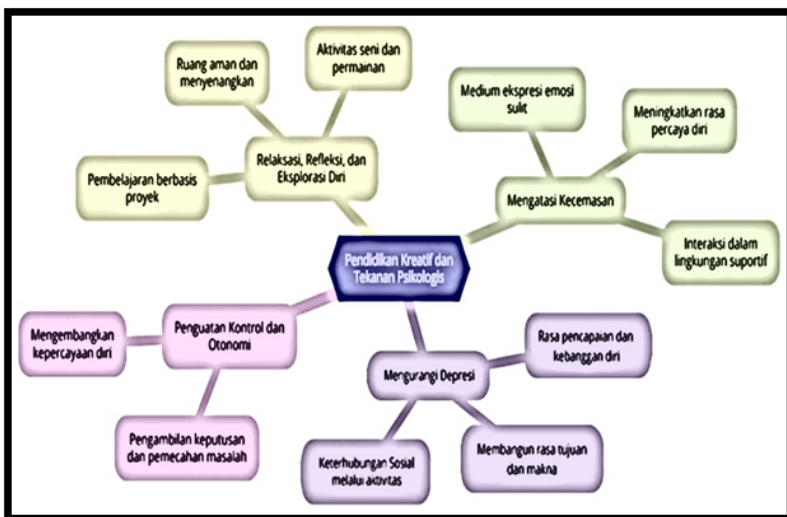 Ruang aman dan
menyenangkan
Aktivitas seni dan
permainan
Relaksasi, Refleksi, dan
Eksplorasi Diri
Pembelajaran berbasis
proyek
Medium ekspresi emosi
sulit
Meningkatkan rasa
percaya diri
Mengatasi Kecemasan
Interaksi dalam
lingkungan suportif
Pendidikan Kreatif dan
Tekanan Psikologis
Mengembangkan
kepercayaan diri
Penguatan Kontrol dan
Otonomi
Pengambilan keputusan
dan pemecahan masalah
Mengurangi Depresi
Rasa pencapaian dan
kebanggan diri
Keterhubungan Sosial
melalui aktivitas
Membangun rasa tujuan
dan makna